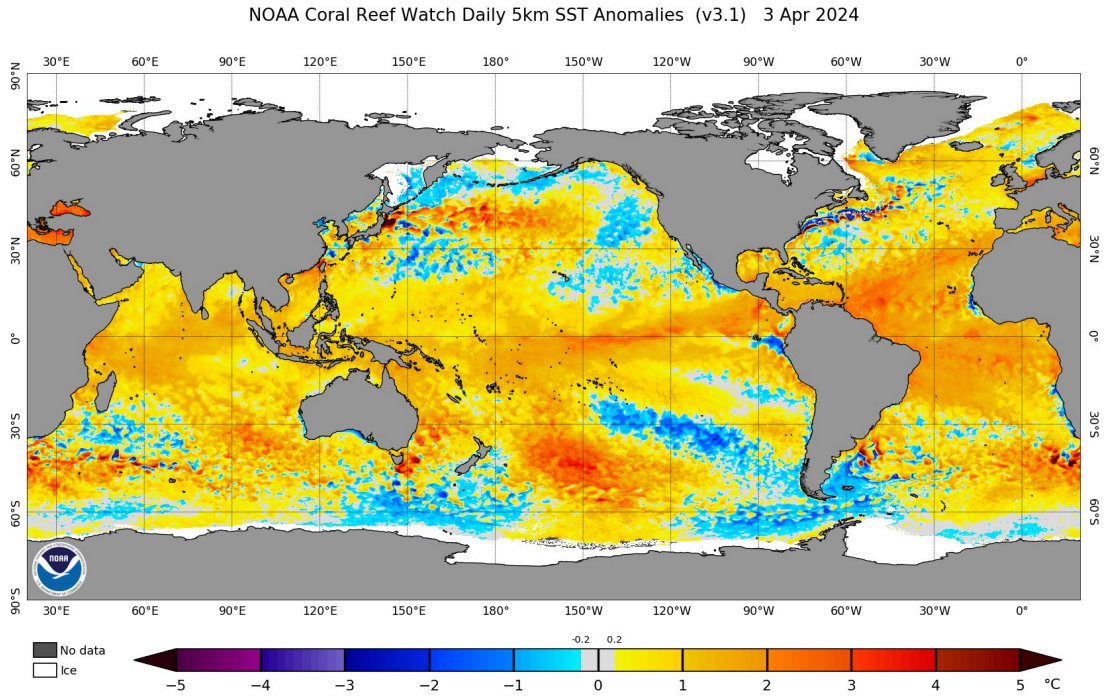 NOAA Coral Reef Watch Daily 5km SST Anomalies (v3.1) 3 Apr 2024
30°E 60°E 90°E 120°E 150°E 180° 150°W 120°W 90°W 60°W 30°W 0°
90°N 90°N
60°N 60°N
30°N 30°N
0° 0°
30°S 30°S
60°S 60°S
NOAA
90°S 90°S
30°E 60°E 90°E 120°E 150°E 180° 150°W 120°W 90°W 60°W 30°W 0°
-0.2 0.2
No data
Ice
−5 −4 −3 −2 −1 0 1 2 3 4 5 °C